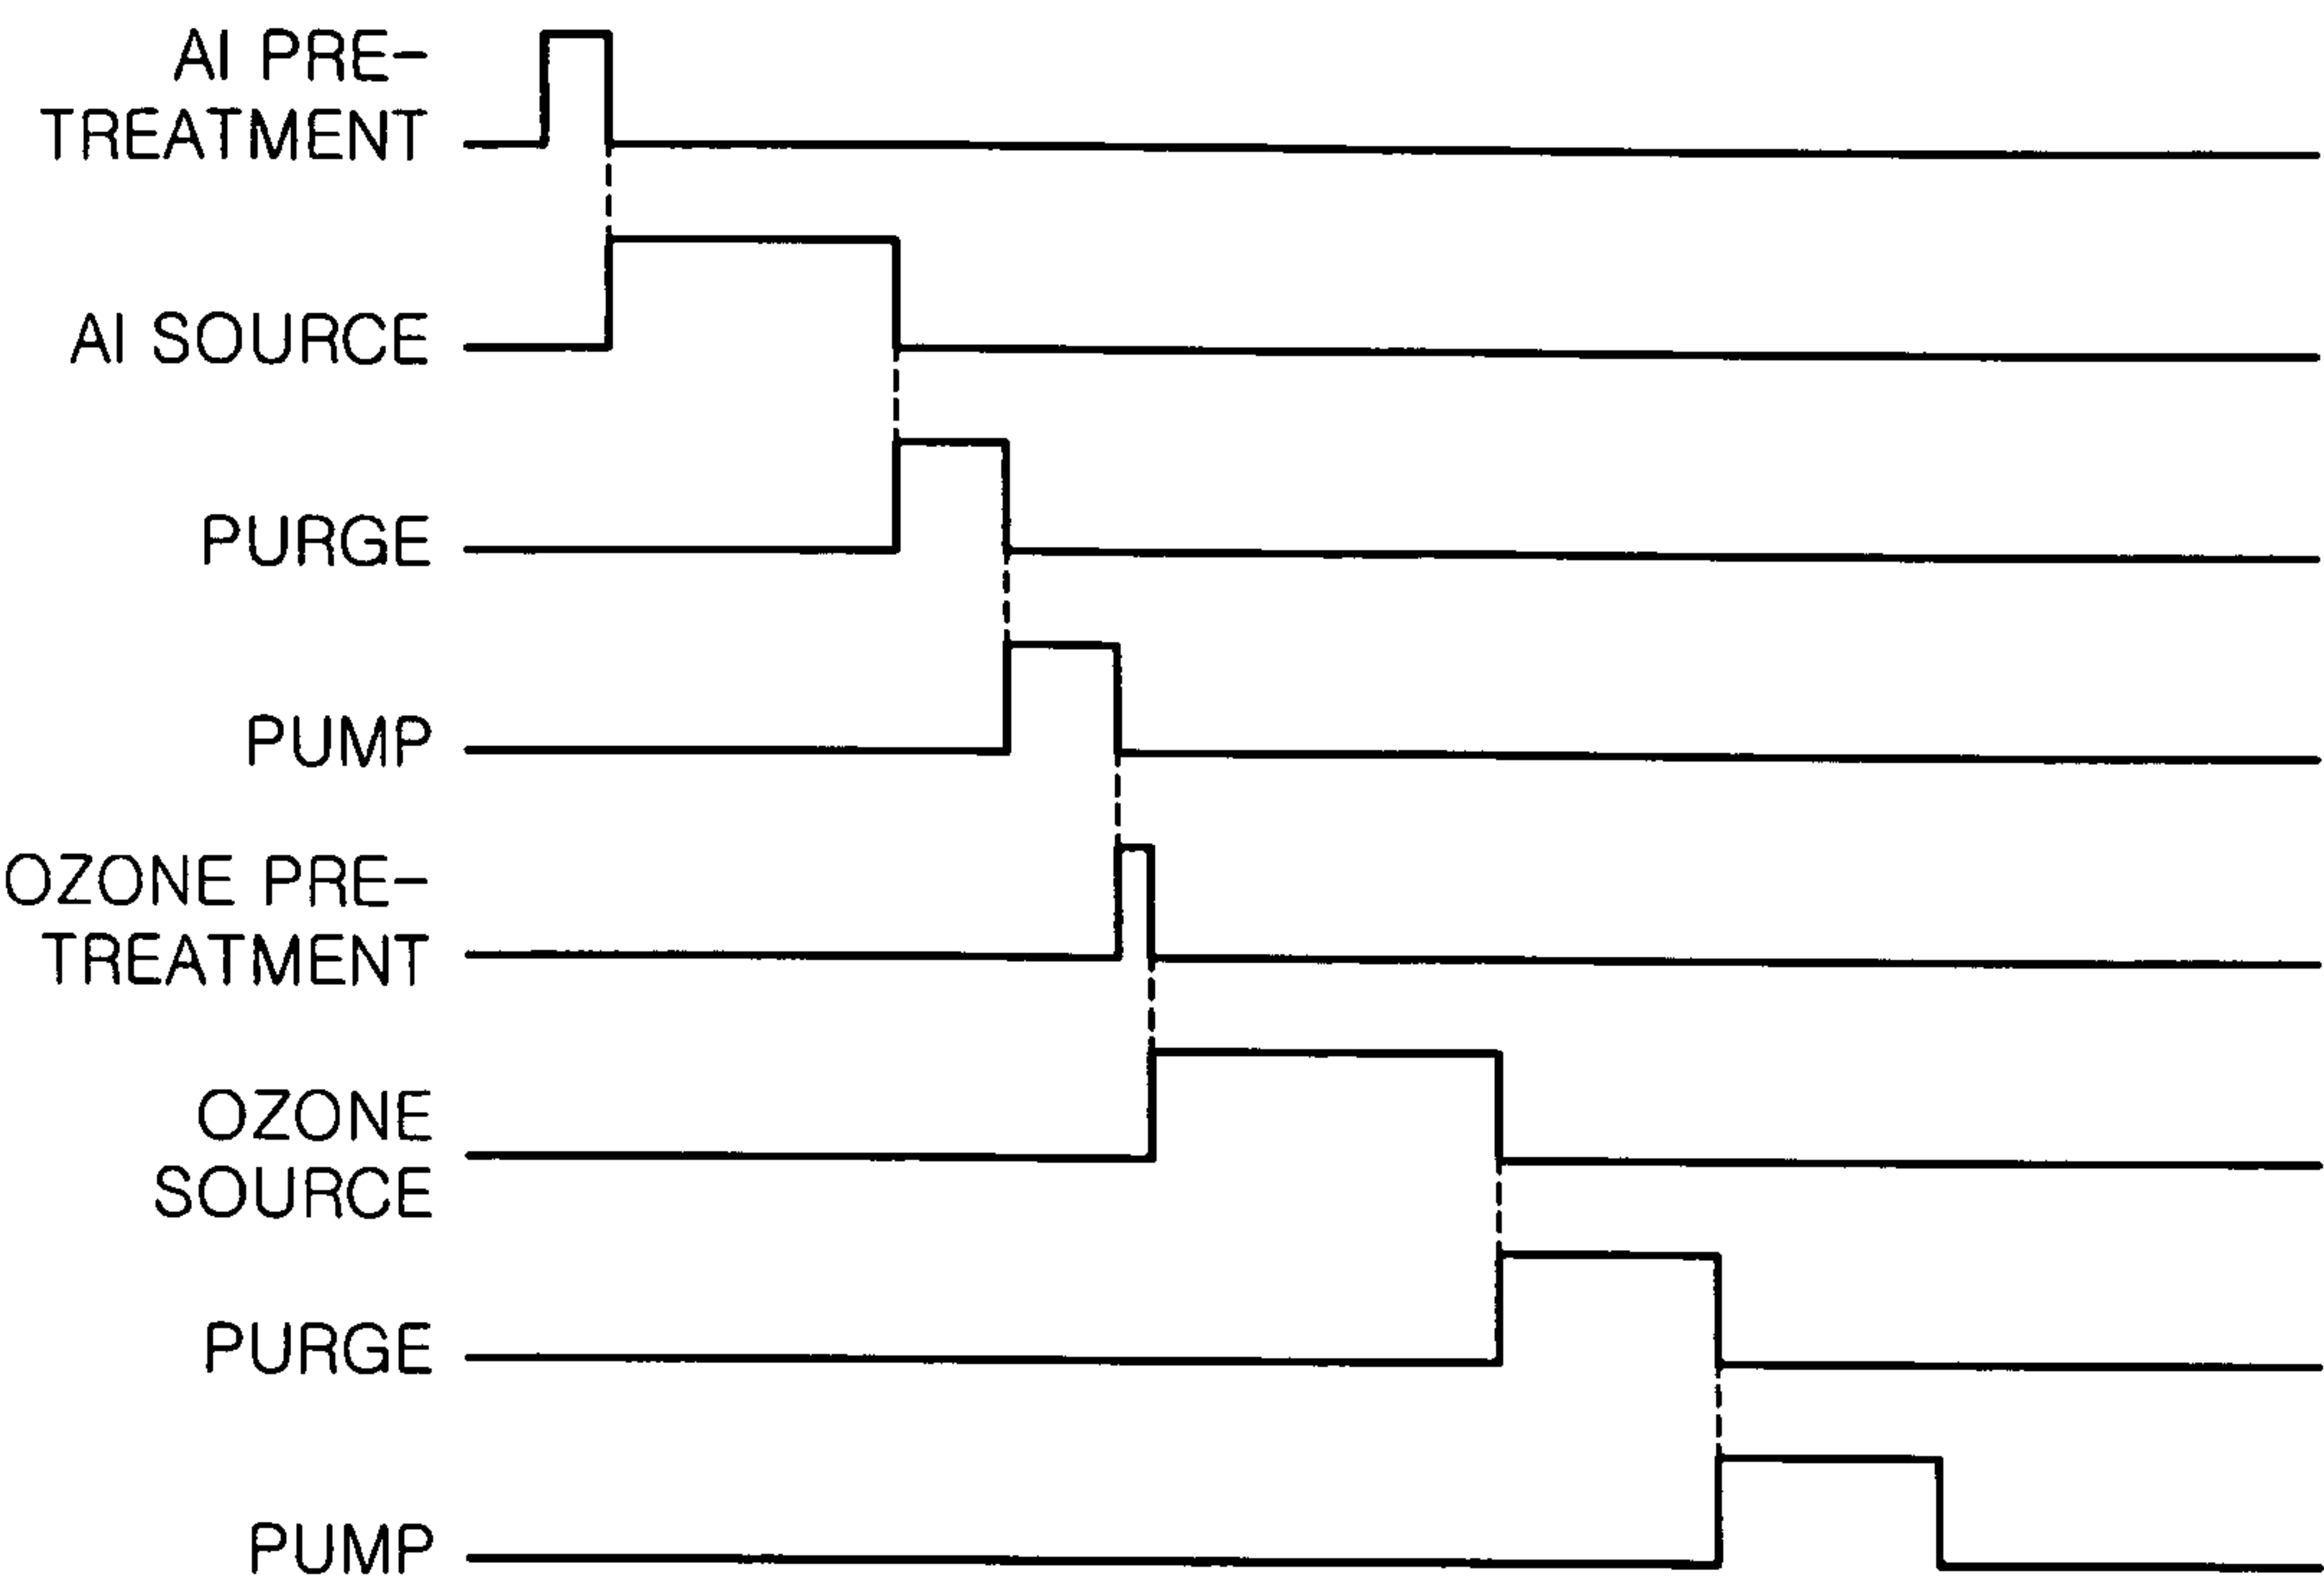 Al PRE-
TREATMENT
Al SOURCE
PURGE
PUMP
OZONE PRE-
TREATMENT
OZONE
SOURCE
PURGE
PUMP